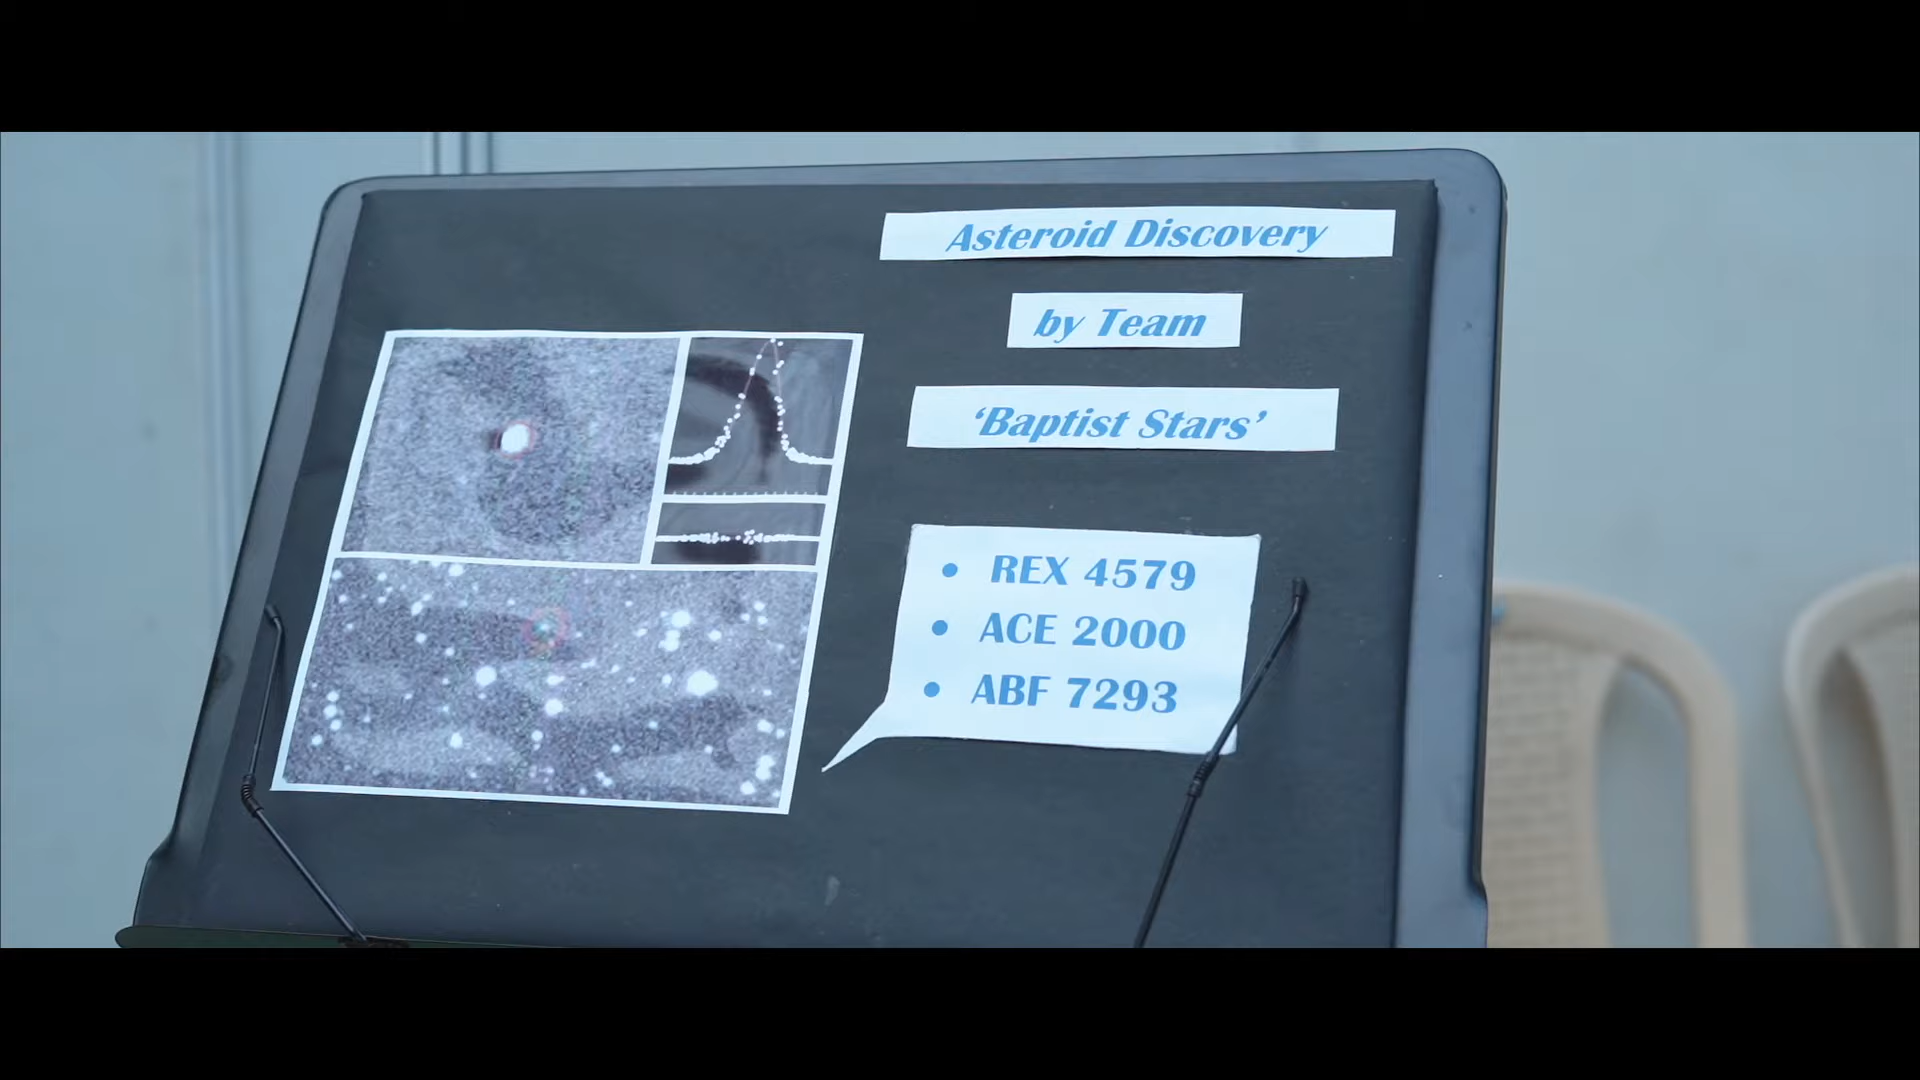 Asteroid Discovery
by Team
‘Baptist Stars’
• REX 4579
• ACE 2000
• ABF 7293